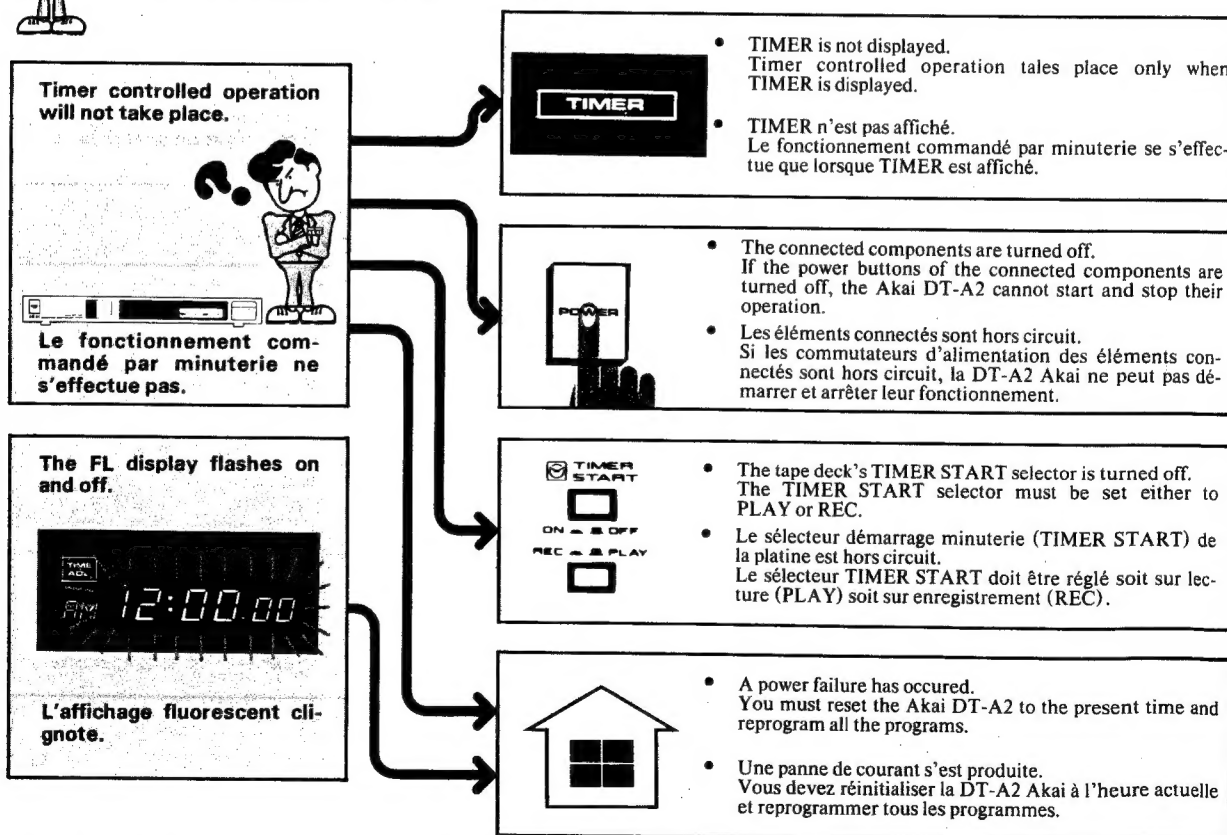 Timer controlled operation
will not take place.
Le fonctionnement com-
mandé par minuterie ne
s'effectue pas.
The FL display flashes on
and off.
TIME
ADJ.
12:00.00
L'affichage fluorescent cli-
gnote.
TIMER
• TIMER is not displayed.
Timer controlled operation tales place only when
TIMER is displayed.
• TIMER n'est pas affiché.
Le fonctionnement commandé par minuterie se s'effec-
tue que lorsque TIMER est affiché.
POWER
• The connected components are turned off.
If the power buttons of the connected components are
turned off, the Akai DT-A2 cannot start and stop their
operation.
• Les éléments connectés sont hors circuit.
Si les commutateurs d'alimentation des éléments con-
nectés sont hors circuit, la DT-A2 Akai ne peut pas dé-
marrer et arrêter leur fonctionnement.
TIMER
START
ON OFF
REC PLAY
• The tape deck's TIMER START selector is turned off.
The TIMER START selector must be set either to
PLAY or REC.
• Le sélecteur démarrage minuterie (TIMER START) de
la platine est hors circuit.
Le sélecteur TIMER START doit être réglé soit sur lec-
ture (PLAY) soit sur enregistrement (REC).
• A power failure has occured.
You must reset the Akai DT-A2 to the present time and
reprogram all the programs.
• Une panne de courant s'est produite.
Vous devez réinitialiser la DT-A2 Akai à l'heure actuelle
et reprogrammer tous les programmes.